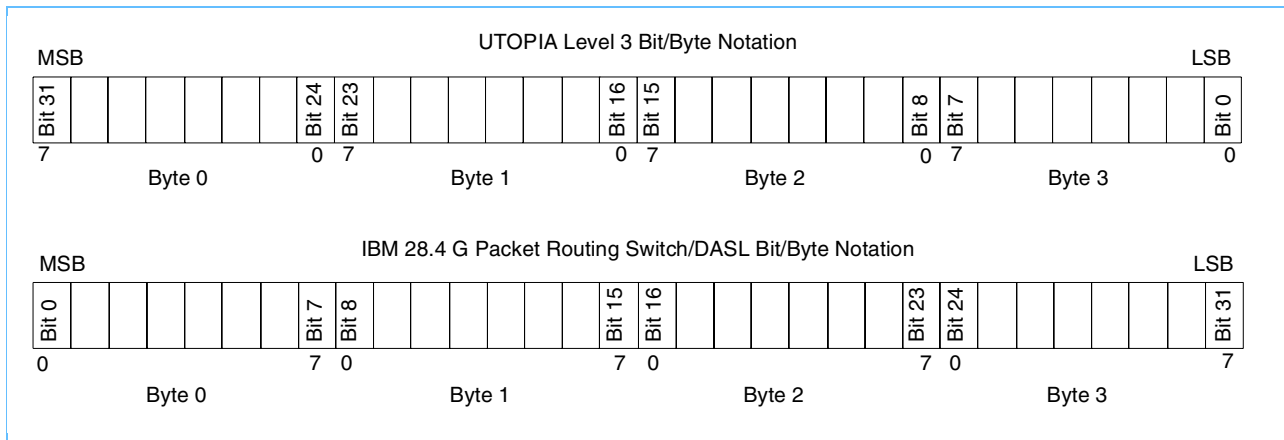 UTOPIA Level 3 Bit/Byte Notation
MSB LSB
Bit 31 Bit 24 Bit 23 Bit 16 Bit 15 Bit 8 Bit 7 Bit 0
7 0 7 0 7 0 7 0
Byte 0 Byte 1 Byte 2 Byte 3
IBM 28.4 G Packet Routing Switch/DASL Bit/Byte Notation
MSB LSB
Bit 0 Bit 7 Bit 8 Bit 15 Bit 16 Bit 23 Bit 24 Bit 31
0 7 0 7 0 7 0 7
Byte 0 Byte 1 Byte 2 Byte 3